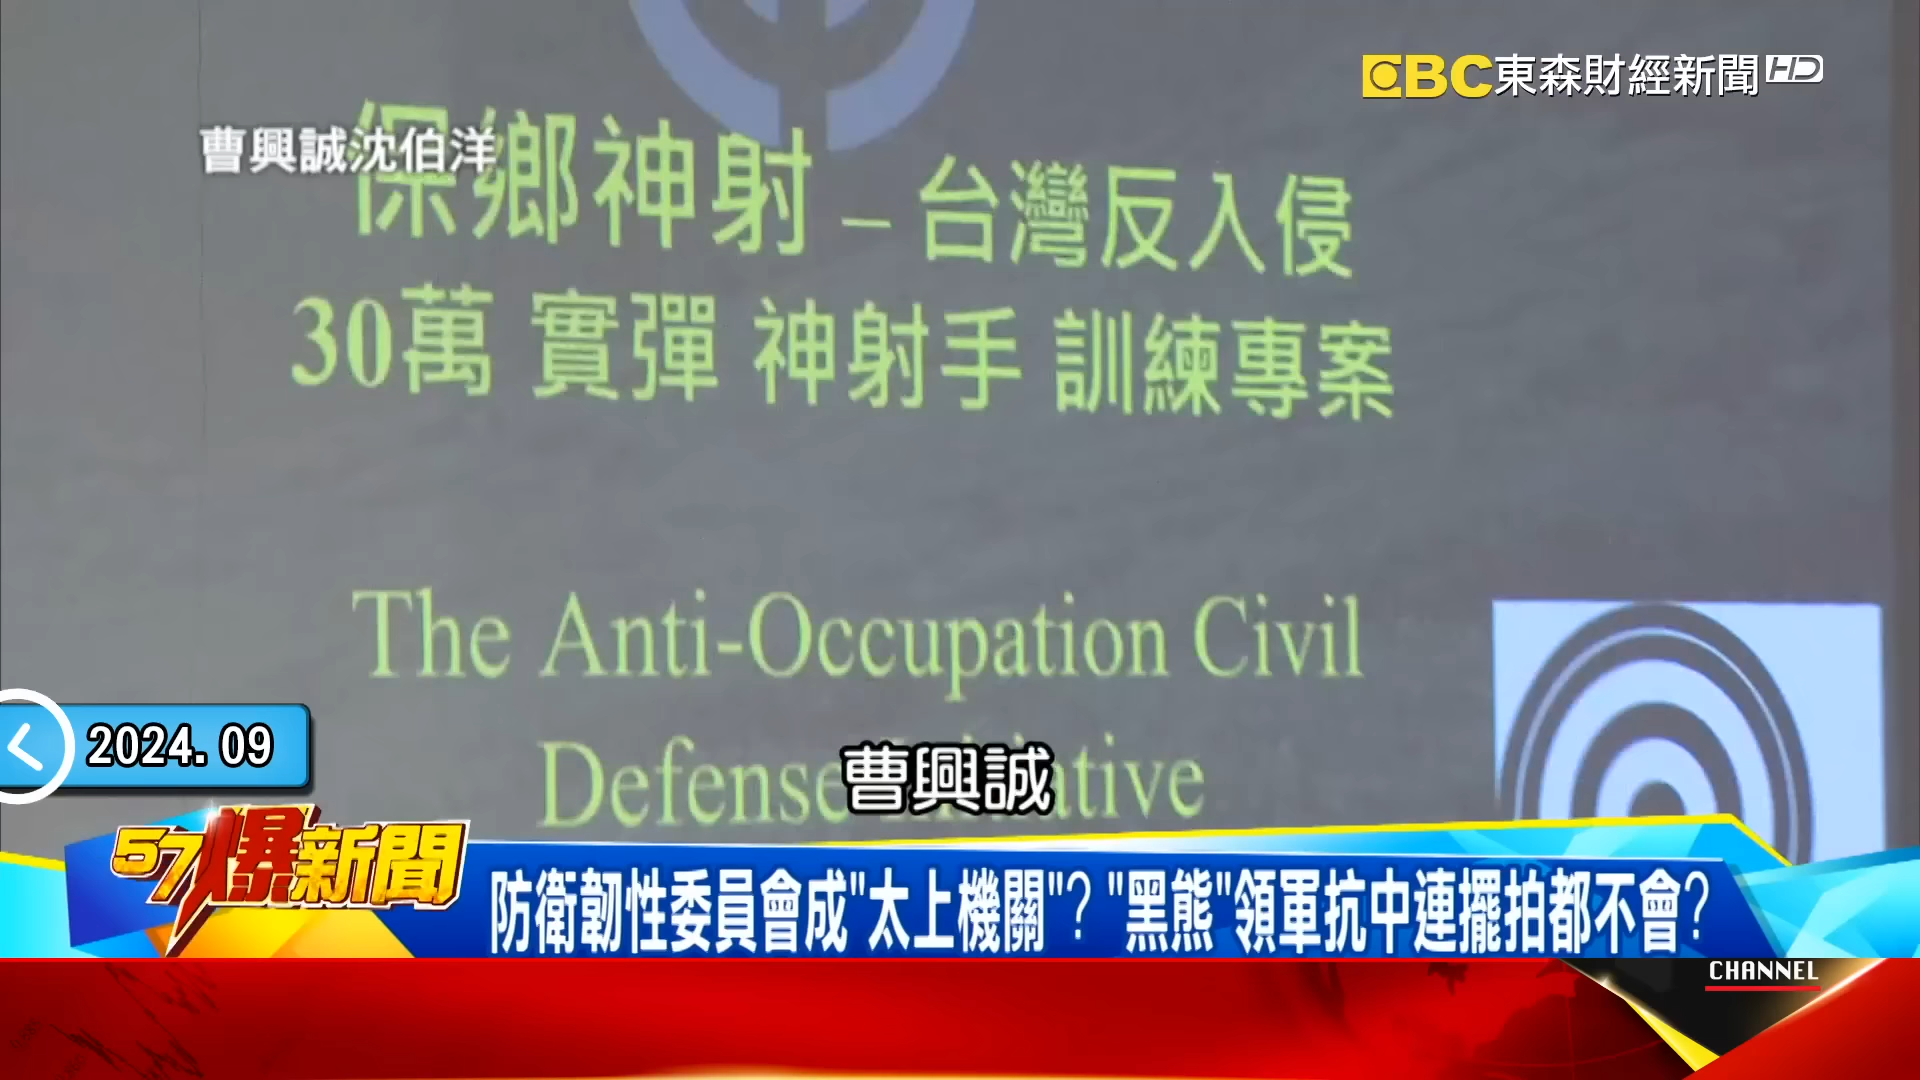 EBC東森財經新聞HD
曹興誠沈伯洋
保鄉神射 – 台灣反入侵
30萬 實彈 神射手 訓練專案
The Anti-Occupation Civil
2024.09
曹興誠
57爆新聞
防衛韌性委員會成"太上機關"? "黑熊"領軍抗中連擺拍都不會?
CHANNEL